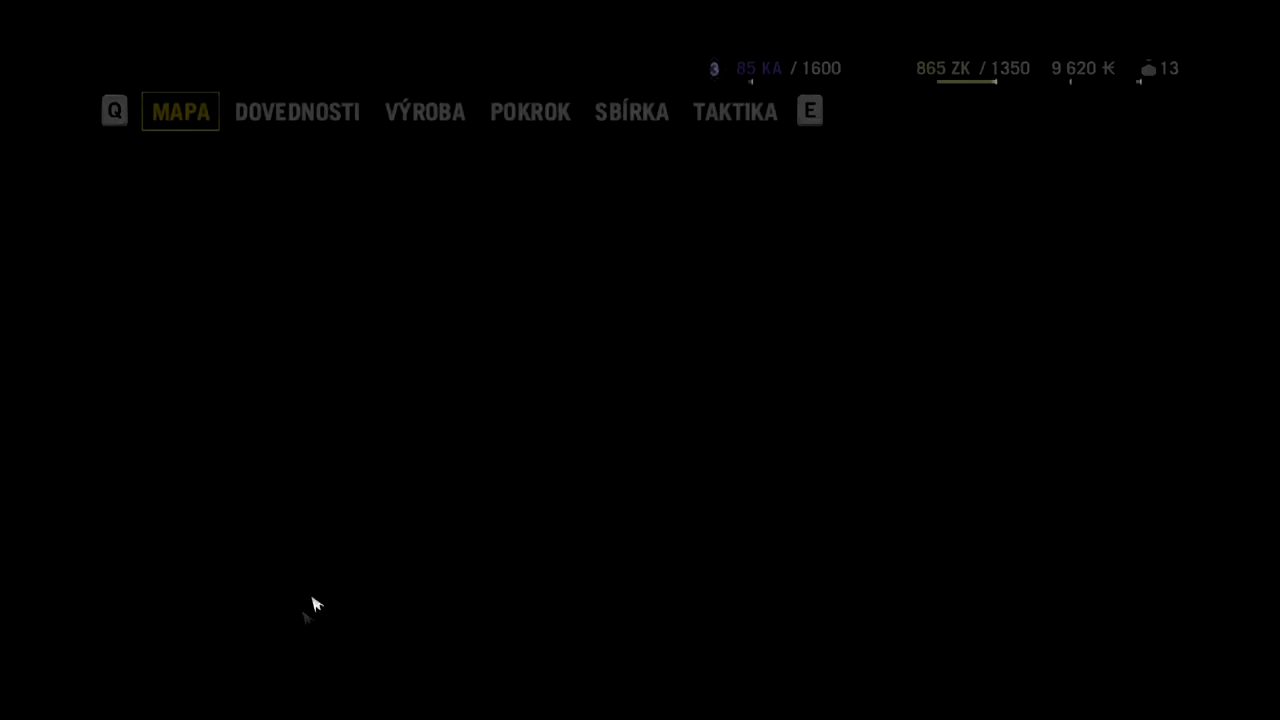 3 85 KA / 1600 865 ZK / 1350 9 620 ₭ 13
Q MAPA DOVEDNOSTI VÝROBA POKROK SBÍRKA TAKTIKA E